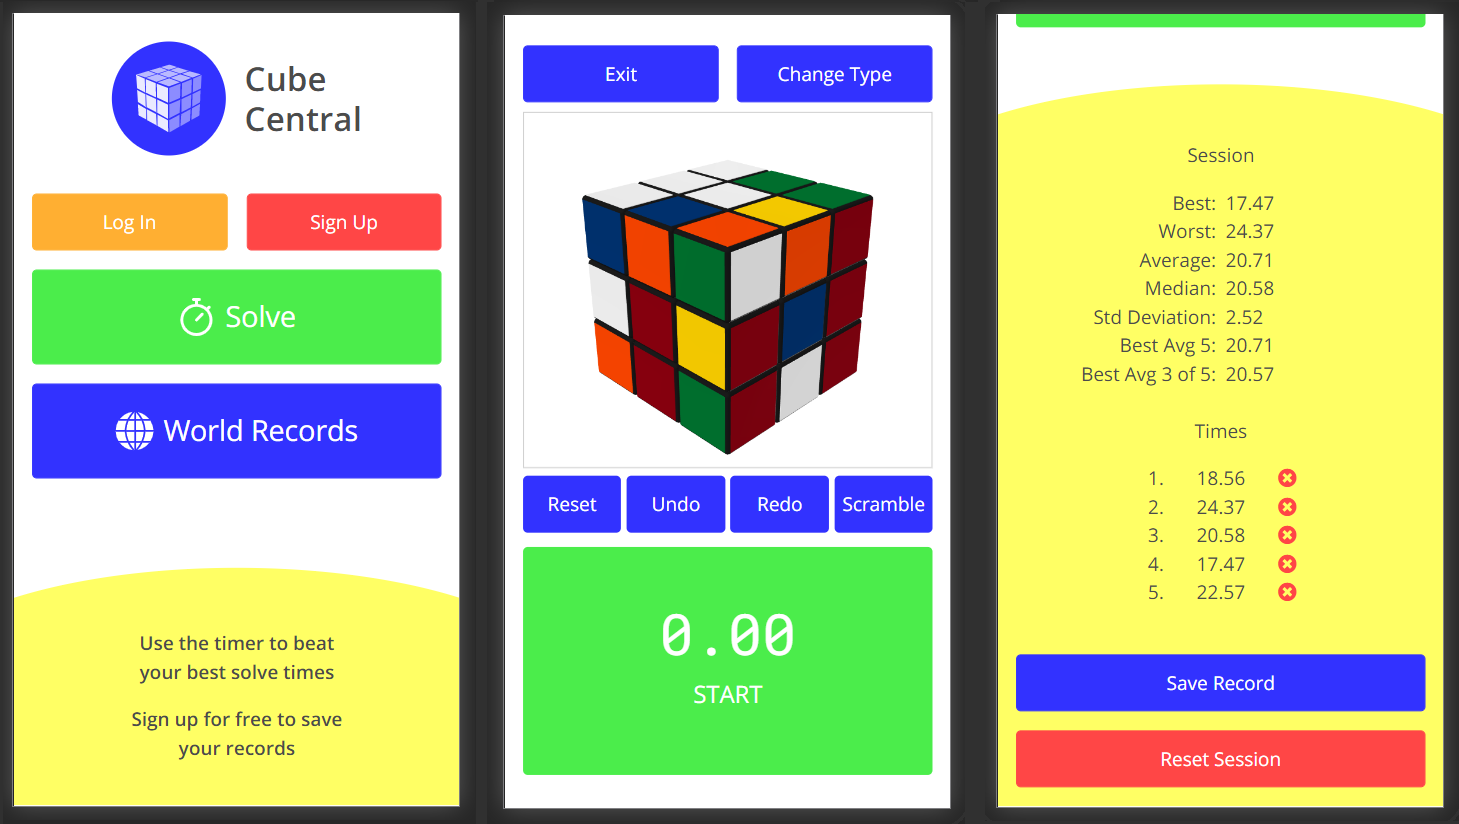 Cube
Central
Log In
Sign Up
Solve
World Records
Use the timer to beat
your best solve times
Sign up for free to save
your records
Exit
Change Type
Reset
Undo
Redo
Scramble
0.00
START
Session
Best: 17.47
Worst: 24.37
Average: 20.71
Median: 20.58
Std Deviation: 2.52
Best Avg 5: 20.71
Best Avg 3 of 5: 20.57
Times
1. 18.56
2. 24.37
3. 20.58
4. 17.47
5. 22.57
Save Record
Reset Session